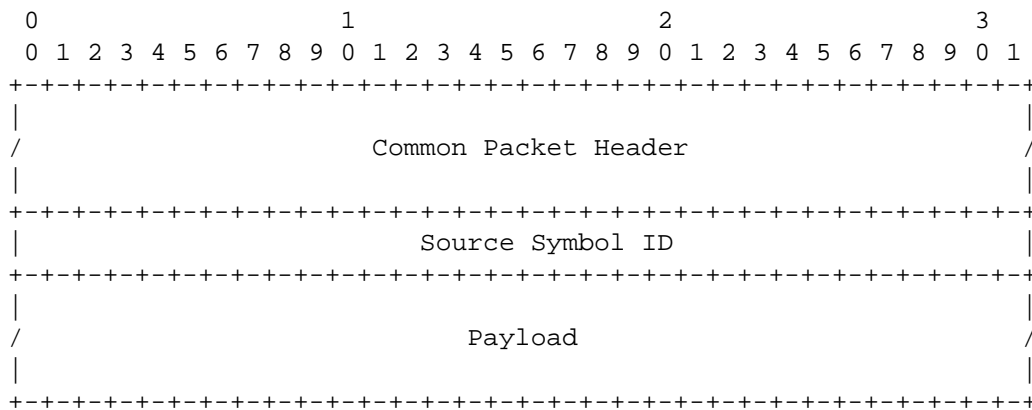 0                   1                   2                   3
 0 1 2 3 4 5 6 7 8 9 0 1 2 3 4 5 6 7 8 9 0 1 2 3 4 5 6 7 8 9 0 1
+-+-+-+-+-+-+-+-+-+-+-+-+-+-+-+-+-+-+-+-+-+-+-+-+-+-+-+-+-+-+-+-+
|                                                               |
/                     Common Packet Header                      /
|                                                               |
+-+-+-+-+-+-+-+-+-+-+-+-+-+-+-+-+-+-+-+-+-+-+-+-+-+-+-+-+-+-+-+-+
|                        Source Symbol ID                       |
+-+-+-+-+-+-+-+-+-+-+-+-+-+-+-+-+-+-+-+-+-+-+-+-+-+-+-+-+-+-+-+-+
|                                                               |
/                           Payload                             /
|                                                               |
+-+-+-+-+-+-+-+-+-+-+-+-+-+-+-+-+-+-+-+-+-+-+-+-+-+-+-+-+-+-+-+-+